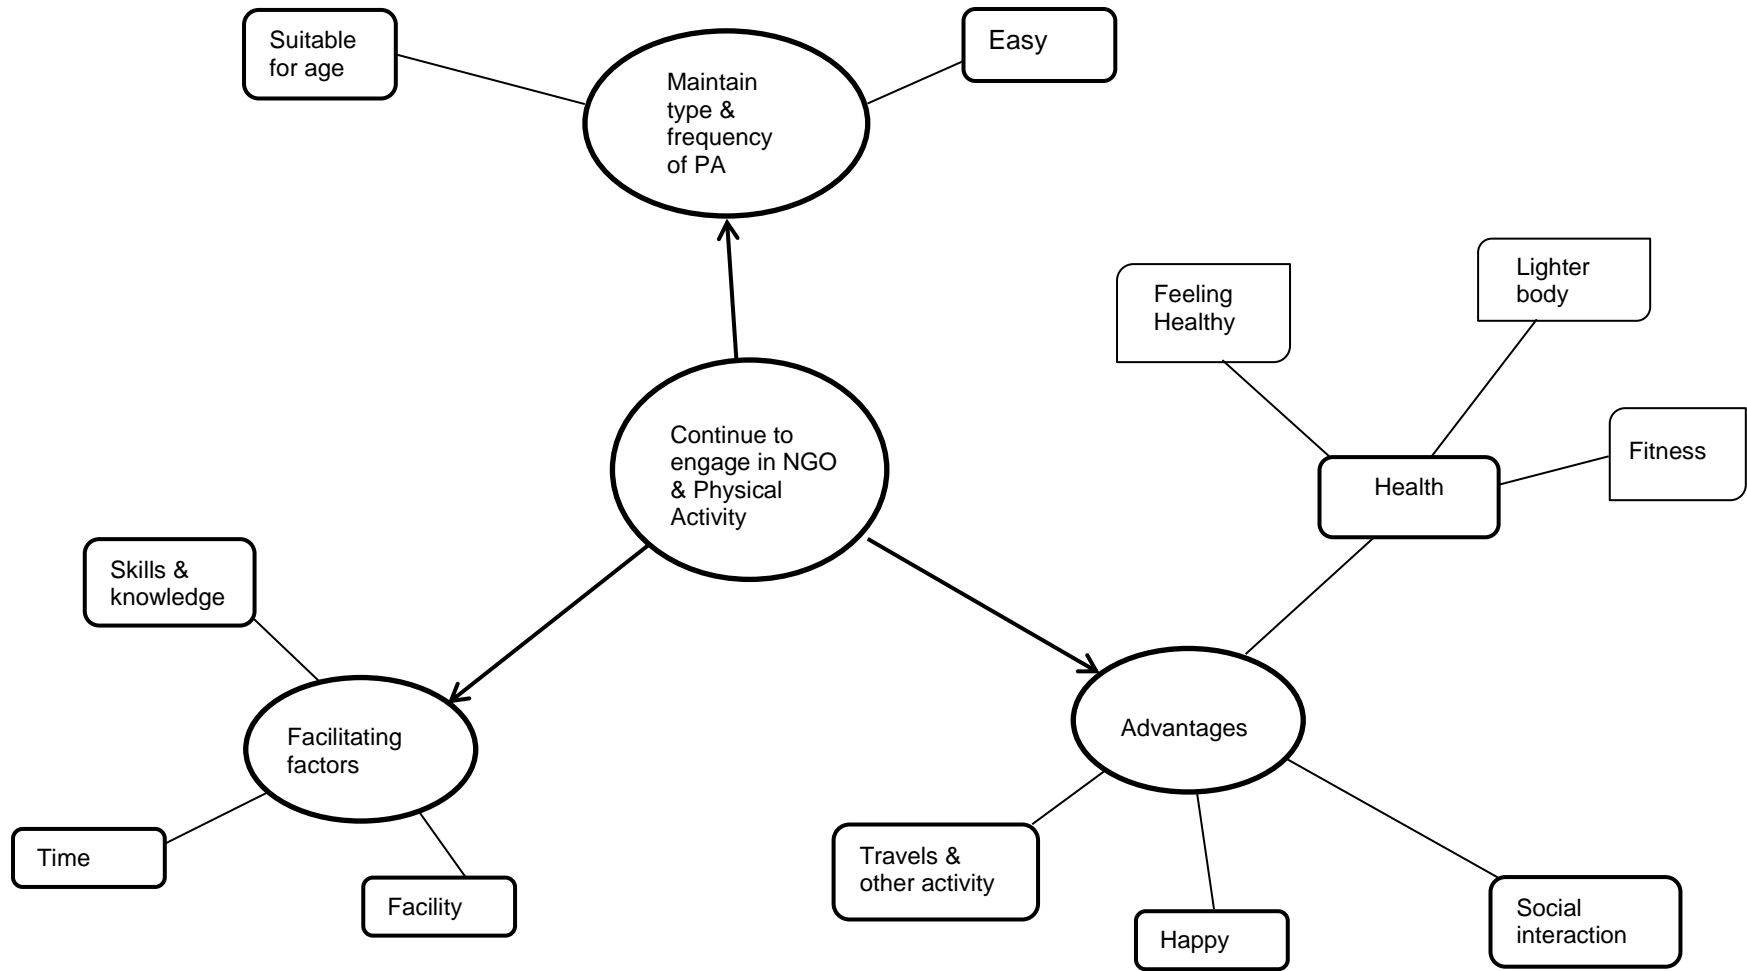 Suitable
for age
Maintain
type &
frequency
of PA
Easy
Feeling
Healthy
Lighter
body
Fitness
Health
Continue to
engage in NGO
& Physical
Activity
Skills &
knowledge
Facilitating
factors
Time
Facility
Advantages
Travels &
other activity
Happy
Social
interaction